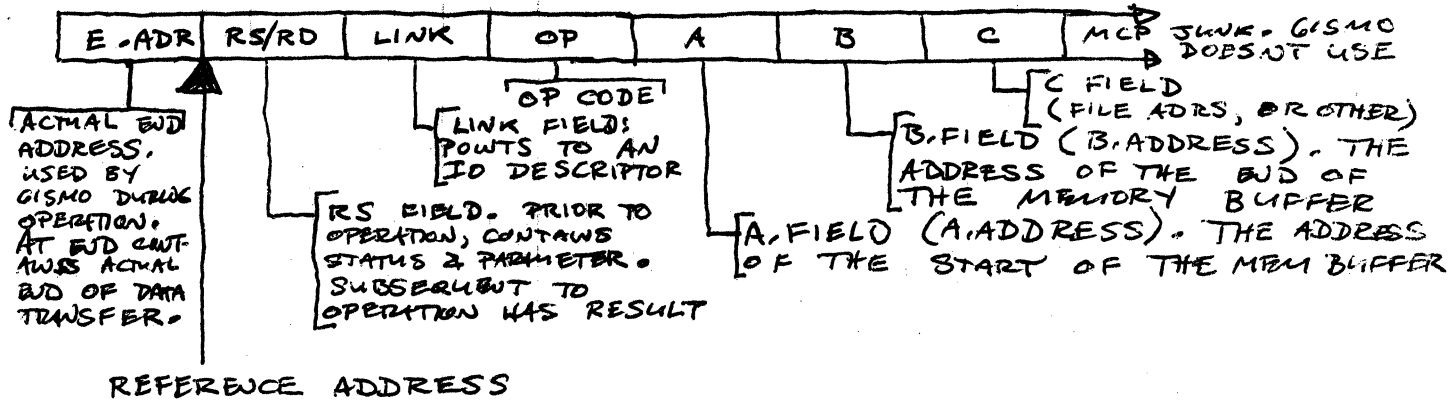 E.ADR RS/RD LINK OP A B C MCP JUNK. GISMO
DOESNT USE
ACTUAL END
ADDRESS.
USED BY
GISMO DURING
OPERATION.
AT END CONT-
AINS ACTUAL
END OF DATA
TRANSFER.
RS FIELD. PRIOR TO
OPERATION, CONTAINS
STATUS & PARAMETER.
SUBSEQUENT TO
OPERATION HAS RESULT
LINK FIELD:
POINTS TO AN
IO DESCRIPTOR
OP CODE
A.FIELD (A.ADDRESS). THE ADDRESS
OF THE START OF THE MEM BUFFER
B.FIELD (B.ADDRESS). THE
ADDRESS OF THE END OF
THE MEMORY BUFFER
C FIELD
(FILE ADRS, OR OTHER)
REFERENCE ADDRESS